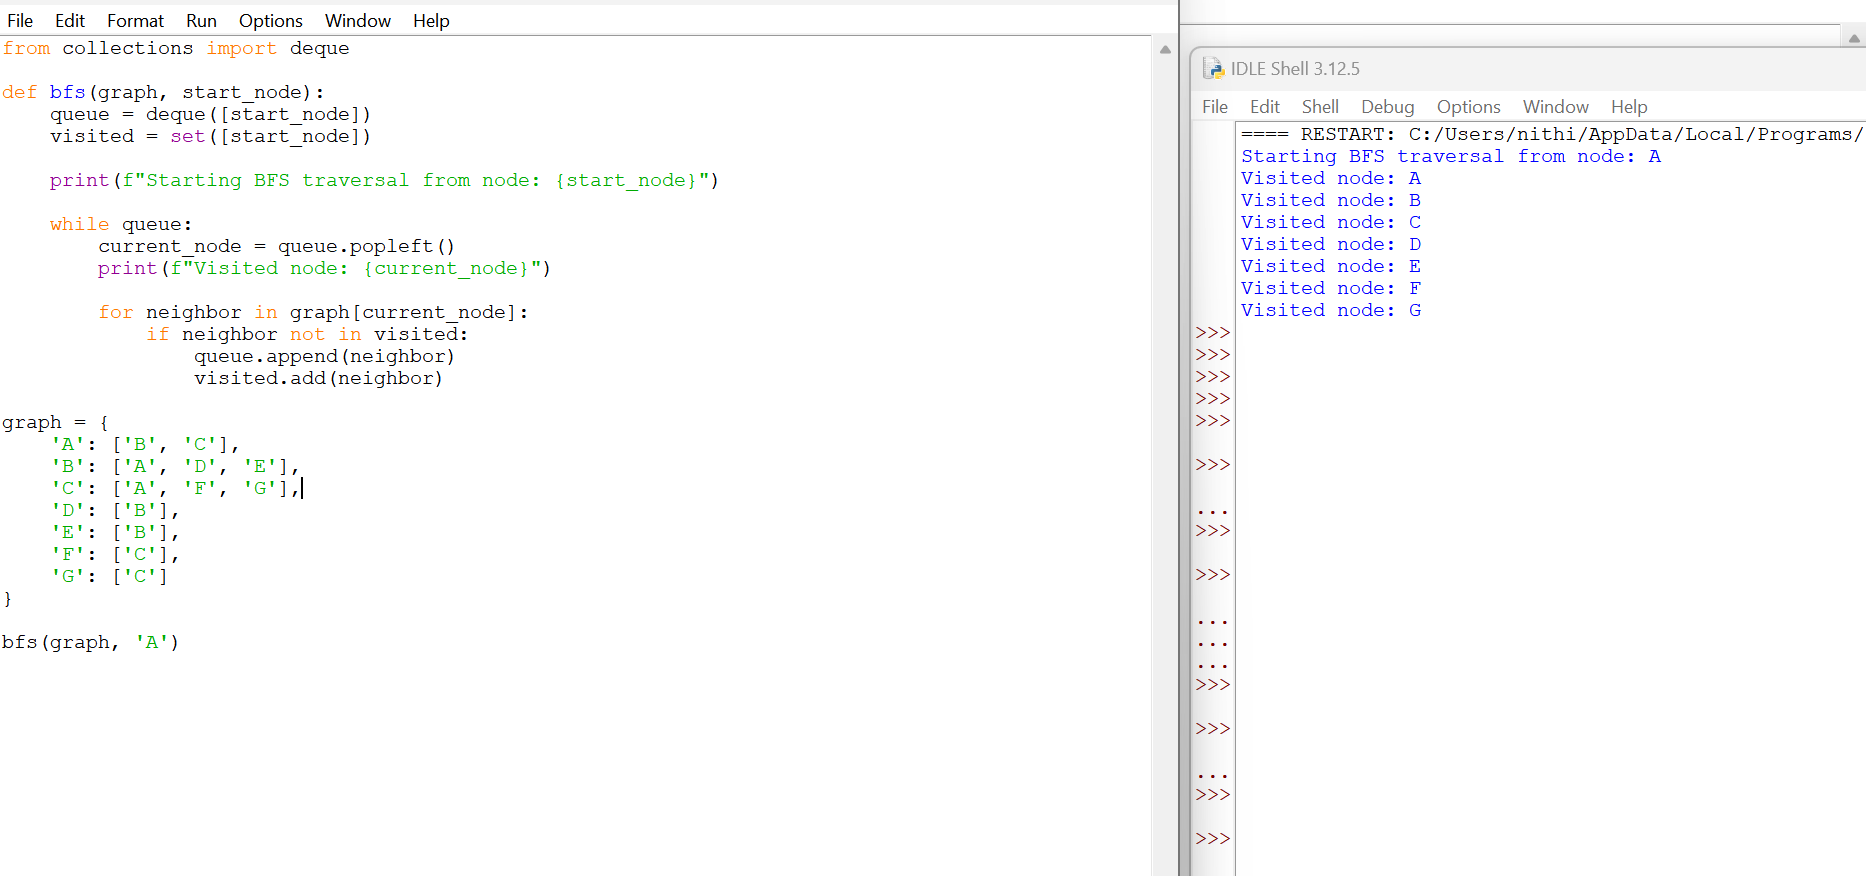 File Edit Format Run Options Window Help
from collections import deque
def bfs(graph, start_node):
    queue = deque([start_node])
    visited = set([start_node])
    print(f"Starting BFS traversal from node: {start_node}")
    while queue:
        current_node = queue.popleft()
        print(f"Visited node: {current_node}")
        for neighbor in graph[current_node]:
            if neighbor not in visited:
                queue.append(neighbor)
                visited.add(neighbor)
graph = {
    'A': ['B', 'C'],
    'B': ['A', 'D', 'E'],
    'C': ['A', 'F', 'G'],
    'D': ['B'],
    'E': ['B'],
    'F': ['C'],
    'G': ['C']
}
bfs(graph, 'A')
IDLE Shell 3.12.5
File Edit Shell Debug Options Window Help
==== RESTART: C:/Users/nithi/AppData/Local/Programs/
Starting BFS traversal from node: A
Visited node: A
Visited node: B
Visited node: C
Visited node: D
Visited node: E
Visited node: F
Visited node: G
>>>
>>>
>>>
>>>
>>>
>>>
...
>>>
>>>
...
...
...
>>>
>>>
...
>>>
>>>